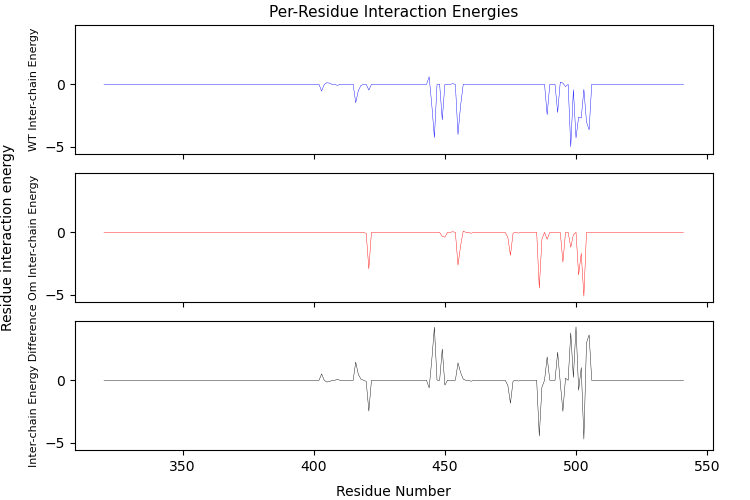 Per-Residue Interaction Energies
Residue interaction energy
WT Inter-chain Energy
0
−5
Om Inter-chain Energy
0
−5
Inter-chain Energy Difference
0
−5
350
400
450
500
550
Residue Number